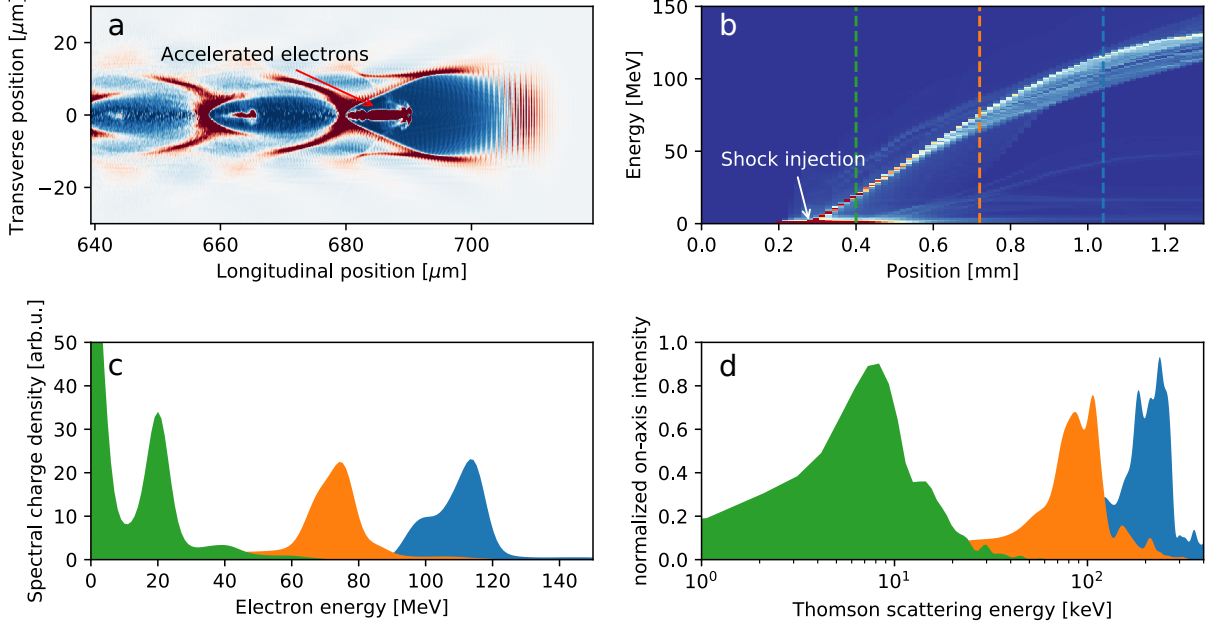 a
Accelerated electrons
Transverse position [μm]
20
0
−20
640
660
680
700
Longitudinal position [μm]
b
Shock injection
Energy [MeV]
150
100
50
0
0.0
0.2
0.4
0.6
0.8
1.0
1.2
Position [mm]
c
Spectral charge density [arb.u.]
50
40
30
20
10
0
0
20
40
60
80
100
120
140
Electron energy [MeV]
d
normalized on-axis intensity
1.0
0.8
0.6
0.4
0.2
0.0
10⁰
10¹
10²
Thomson scattering energy [keV]